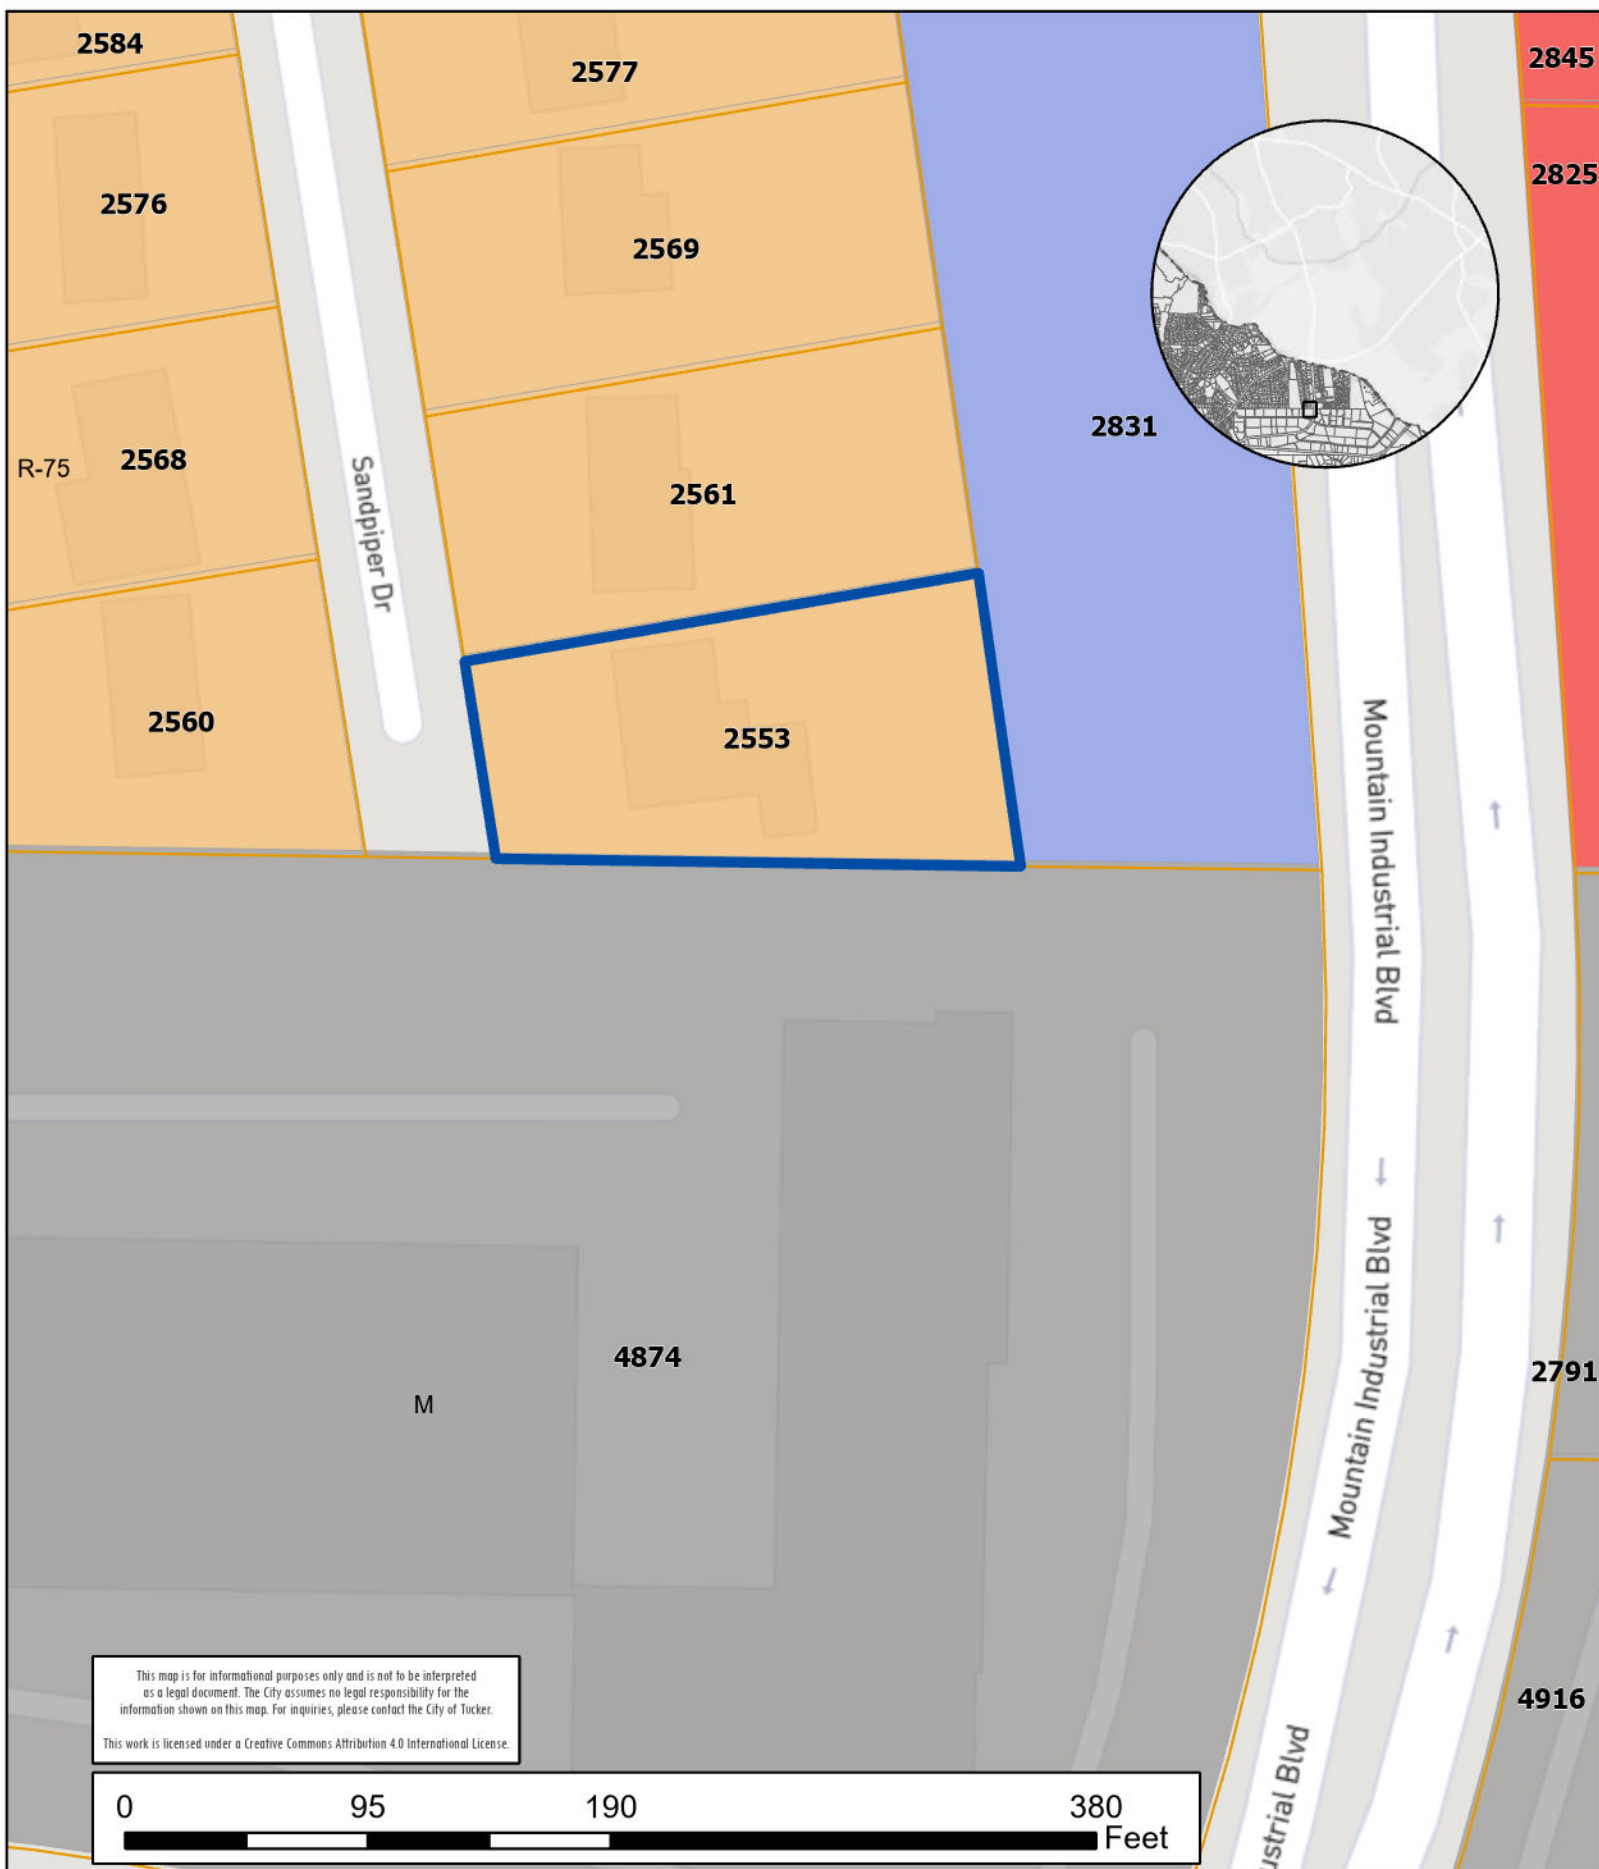 2584
2577
2845
2825
2576
2569
2831
R-75
2568
2561
Sandpiper Dr
2560
2553
Mountain Industrial Blvd
Mountain Industrial Blvd
4874
2791
M
4916
This map is for informational purposes only and is not to be interpreted
as a legal document. The City assumes no legal responsibility for the
information shown on this map. For inquiries, please contact the City of Tucker.
This work is licensed under a Creative Commons Attribution 4.0 International License.
ustrial Blvd
0 95 190 380
Feet